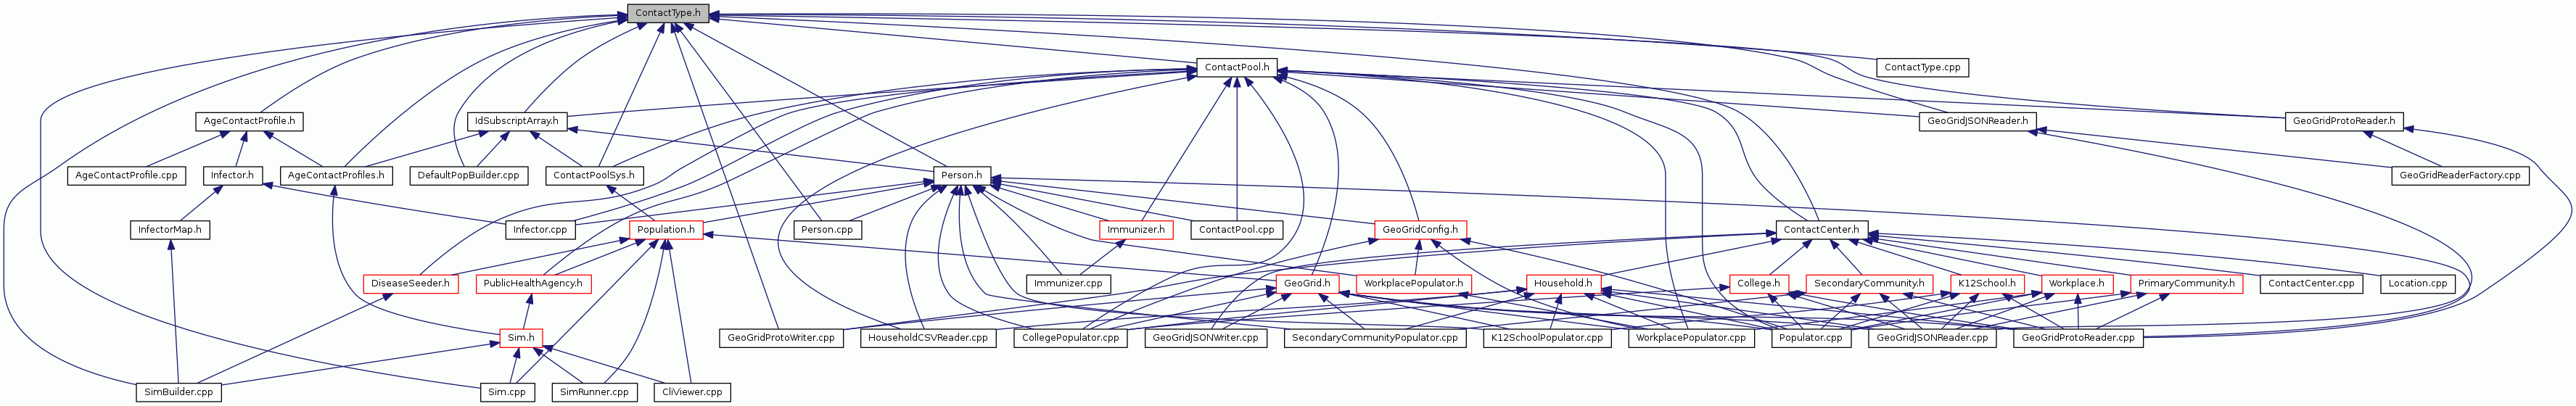 ContactType.h
ContactPool.h
ContactType.cpp
AgeContactProfile.h
IdSubscriptArray.h
GeoGridJSONReader.h
GeoGridProtoReader.h
AgeContactProfile.cpp
Infector.h
AgeContactProfiles.h
DefaultPopBuilder.cpp
ContactPoolSys.h
Person.h
GeoGridReaderFactory.cpp
InfectorMap.h
Infector.cpp
Population.h
Person.cpp
Immunizer.h
ContactPool.cpp
GeoGridConfig.h
ContactCenter.h
DiseaseSeeder.h
PublicHealthAgency.h
Immunizer.cpp
WorkplacePopulator.h
GeoGrid.h
Household.h
College.h
SecondaryCommunity.h
K12School.h
Workplace.h
PrimaryCommunity.h
ContactCenter.cpp
Location.cpp
Sim.h
GeoGridProtoWriter.cpp
HouseholdCSVReader.cpp
CollegePopulator.cpp
GeoGridJSONWriter.cpp
SecondaryCommunityPopulator.cpp
K12SchoolPopulator.cpp
WorkplacePopulator.cpp
Populator.cpp
GeoGridJSONReader.cpp
GeoGridProtoReader.cpp
SimBuilder.cpp
Sim.cpp
SimRunner.cpp
CliViewer.cpp